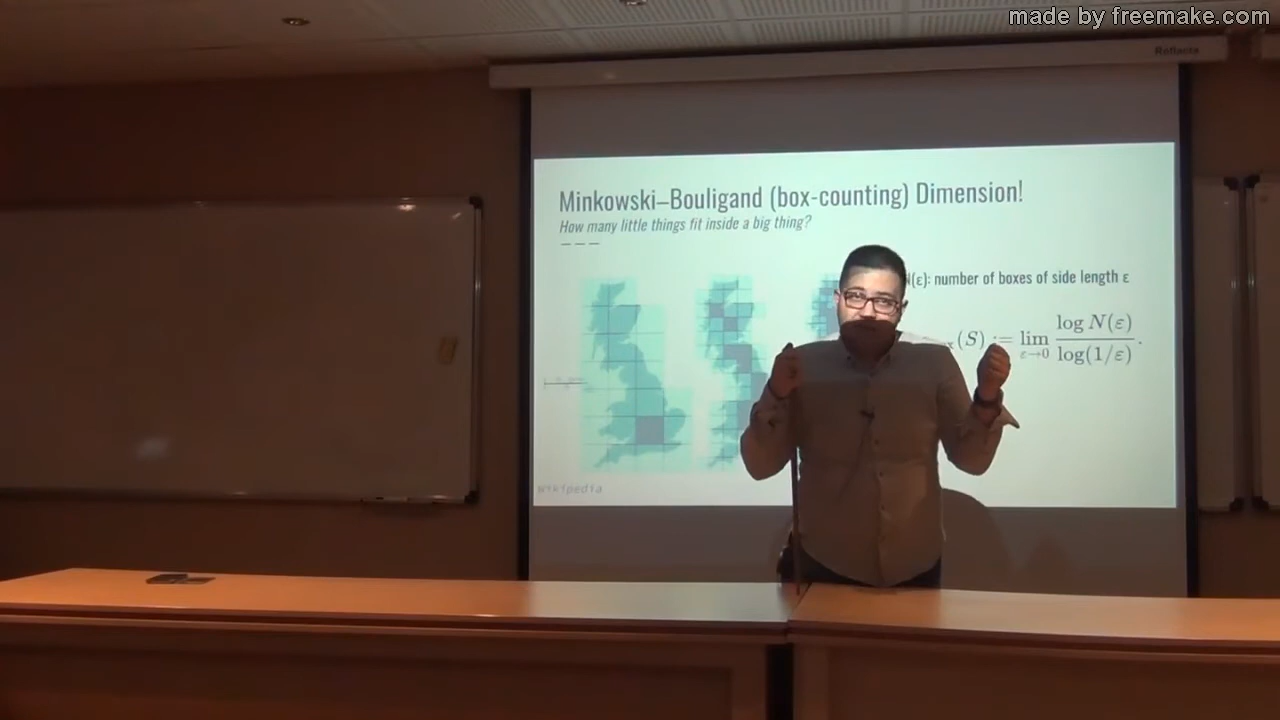 made by freemake.com
Reflecta
Minkowski–Bouligand (box-counting) Dimension!
How many little things fit inside a big thing?
(ε): number of boxes of side length ε
(S) := lim_{ε→0} log N(ε) / log(1/ε).
Wikipedia